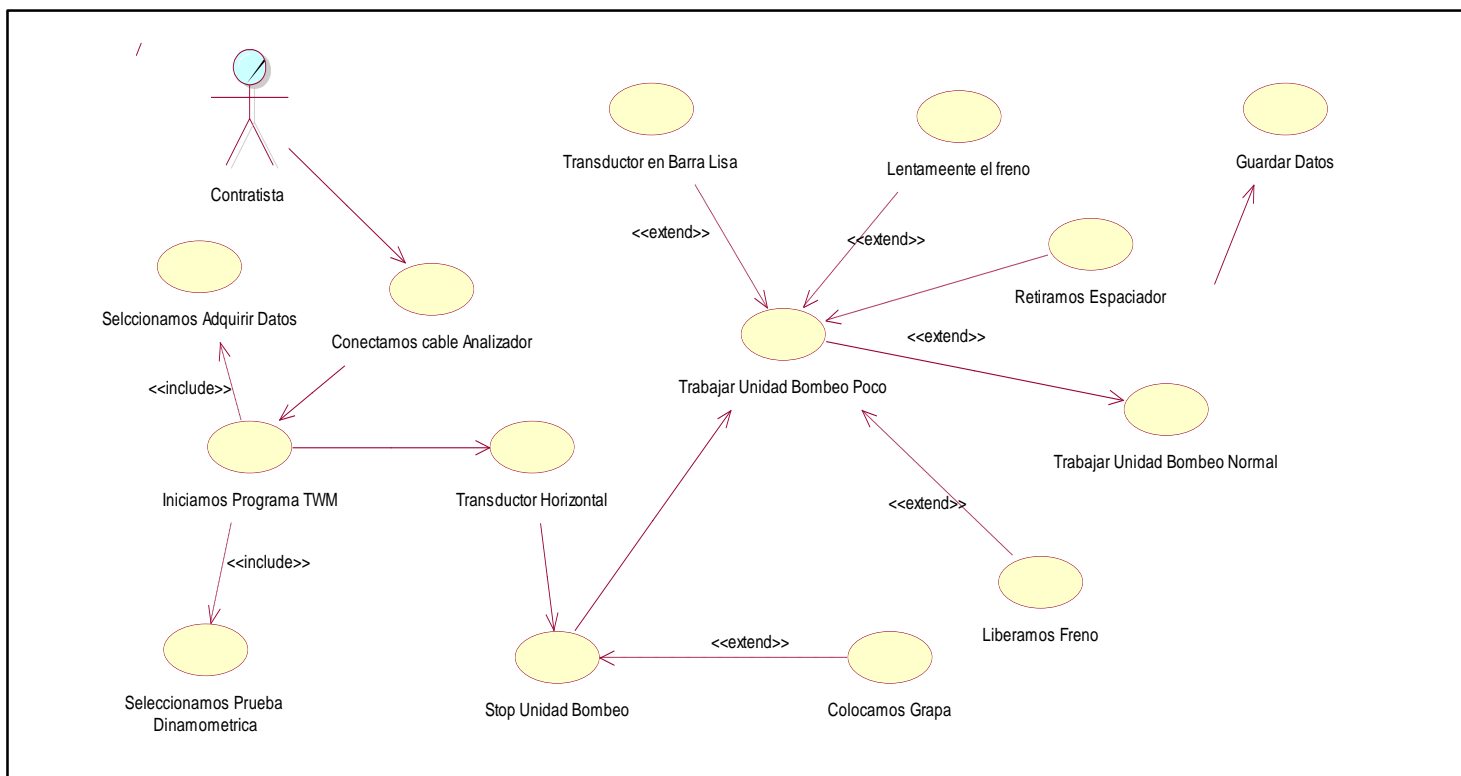 Transductor en Barra Lisa
Lentameente el freno
Guardar Datos
Contratista
<<extend>>
<<extend>>
Retiramos Espaciador
Selccionamos Adquirir Datos
Conectamos cable Analizador
<<extend>>
<<include>>
Trabajar Unidad Bombeo Poco
Trabajar Unidad Bombeo Normal
Iniciamos Programa TWM
Transductor Horizontal
<<extend>>
<<include>>
Liberamos Freno
<<extend>>
Seleccionamos Prueba
Dinamometrica
Stop Unidad Bombeo
Colocamos Grapa